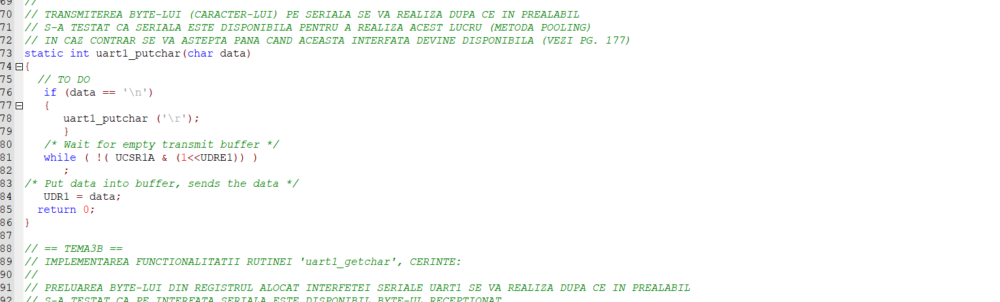 69 //
70 // TRANSMITEREA BYTE-LUI (CARACTER-LUI) PE SERIALA SE VA REALIZA DUPA CE IN PREALABIL
71 // S-A TESTAT CA SERIALA ESTE DISPONIBILA PENTRU A REALIZA ACEST LUCRU (METODA POOLING)
72 // IN CAZ CONTRAR SE VA ASTEPTA PANA CAND ACEASTA INTERFATA DEVINE DISPONIBILA (VEZI PG. 177)
73 static int uart1_putchar(char data)
74 {
75 // TO DO
76 if (data == '\n')
77 {
78 uart1_putchar ('\r');
79 }
80 /* Wait for empty transmit buffer */
81 while ( !( UCSR1A & (1<<UDRE1)) )
82 ;
83 /* Put data into buffer, sends the data */
84 UDR1 = data;
85 return 0;
86 }
87
88 // == TEMA3B ==
89 // IMPLEMENTAREA FUNCTIONALITATII RUTINEI 'uart1_getchar', CERINTE:
90 //
91 // PRELUAREA BYTE-LUI DIN REGISTRUL ALOCAT INTERFETEI SERIALE UART1 SE VA REALIZA DUPA CE IN PREALABIL
92 // S-A TESTAT CA PE INTERFATA SERIALA ESTE DISPONIBIL BYTE-UL RECEPTIONAT